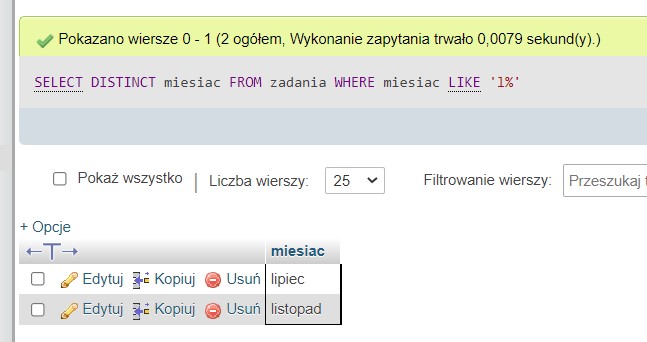 Pokazano wiersze 0 - 1 (2 ogółem, Wykonanie zapytania trwało 0,0079 sekund(y).)
SELECT DISTINCT miesiac FROM zadania WHERE miesiac LIKE 'l%'
Pokaż wszystko | Liczba wierszy: 25 Filtrowanie wierszy: Przeszukaj t
+ Opcje
←T→ miesiac
Edytuj Kopiuj Usuń lipiec
Edytuj Kopiuj Usuń listopad